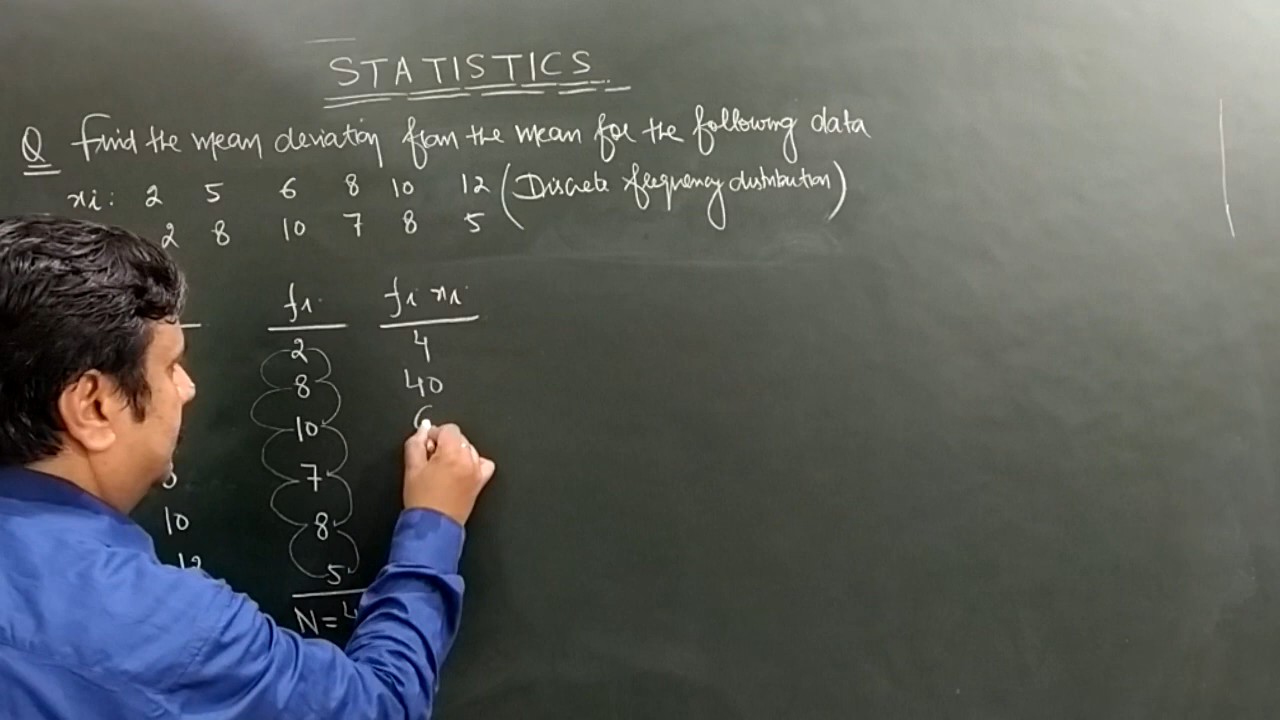 STATISTICS
Q Find the mean deviation from the mean for the following data
xi: 2 5 6 8 10 12 (Discrete frequency distribution)
2 8 10 7 8 5
fi fi xi
2 4
8 40
10
7
10 8
12 5
N = 4